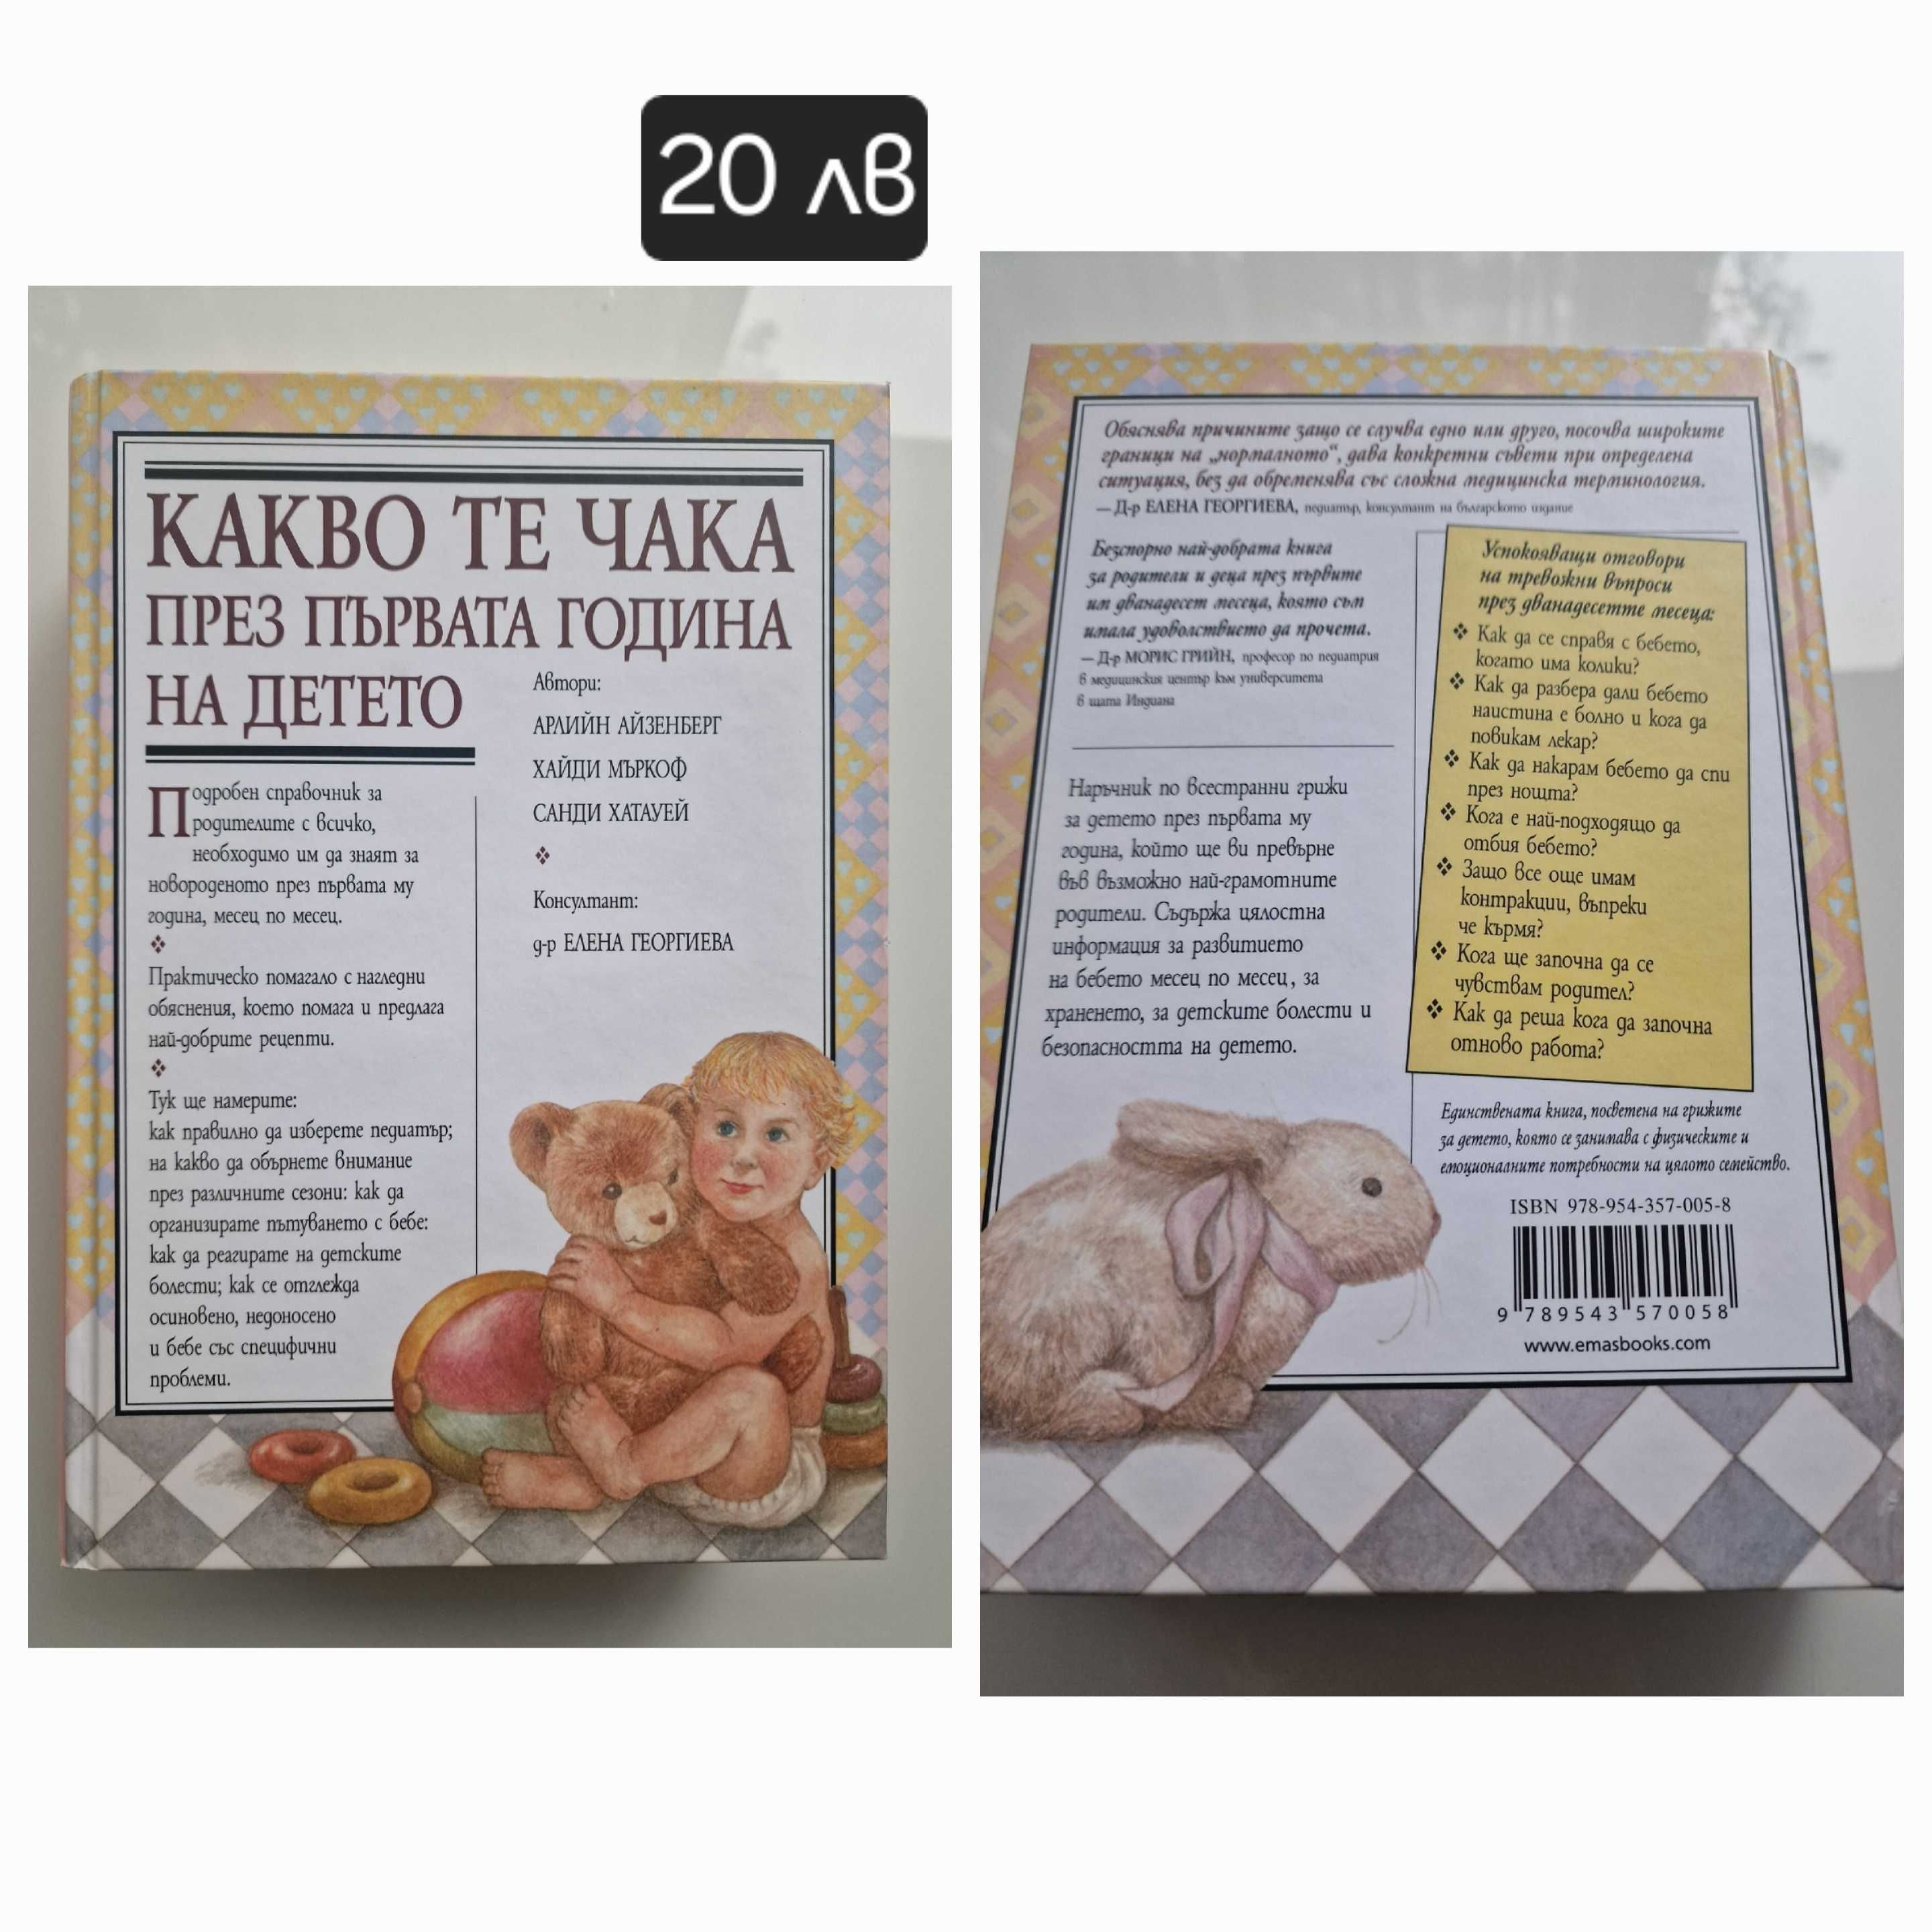 20 лв
КАКВО ТЕ ЧАКА
ПРЕЗ ПЪРВАТА ГОДИНА
НА ДЕТЕТО
Автори:
АРЛИЙН АЙЗЕНБЕРГ
ХАЙДИ МЪРКОФ
САНДИ ХАТАУЕЙ
Консултант:
д-р ЕЛЕНА ГЕОРГИЕВА
Подробен справочник за
родителите с всичко,
необходимо им да знаят за
новороденото през първата му
година, месец по месец.
Практическо помагало с нагледни
обяснения, което помага и предлага
най-добрите рецепти.
Тук ще намерите:
как правилно да изберете педиатър;
на какво да обърнете внимание
през различните сезони: как да
организирате пътуването с бебе:
как да реагирате на детските
болести; как се отглежда
осиновено, недоносено
и бебе със специфични
проблеми.
Обяснява причините защо се случва едно или друго, посочва широките
граници на „нормалното“, дава конкретни съвети при определена
ситуация, без да обременява със сложна медицинска терминология.
— Д-р ЕЛЕНА ГЕОРГИЕВА, педиатър, консултант на българското издание
Безспорно най-добрата книга
за родители и деца през първите
им дванадесет месеца, която съм
имала удоволствието да прочета.
— Д-р МОРИС ГРИЙН, професор по педиатрия
в медицинския център към университета
в щата Индиана
Наръчник по всестранни грижи
за детето през първата му
година, който ще ви превърне
във възможно най-грамотните
родители. Съдържа цялостна
информация за развитието
на бебето месец по месец, за
храненето, за детските болести и
безопасността на детето.
Успокояващи отговори
на тревожни въпроси
през дванадесетте месеца:
Как да се справя с бебето,
когато има колики?
Как да разбера дали бебето
наистина е болно и кога да
повикам лекар?
Как да накарам бебето да спи
през нощта?
Кога е най-подходящо да
отбия бебето?
Защо все още имам
контракции, въпреки
че кърмя?
Кога ще започна да се
чувствам родител?
Как да реша кога да започна
отново работа?
Единствената книга, посветена на грижите
за детето, която се занимава с физическите и
емоционалните потребности на цялото семейство.
ISBN 978-954-357-005-8
9 789543 570058
www.emasbooks.com